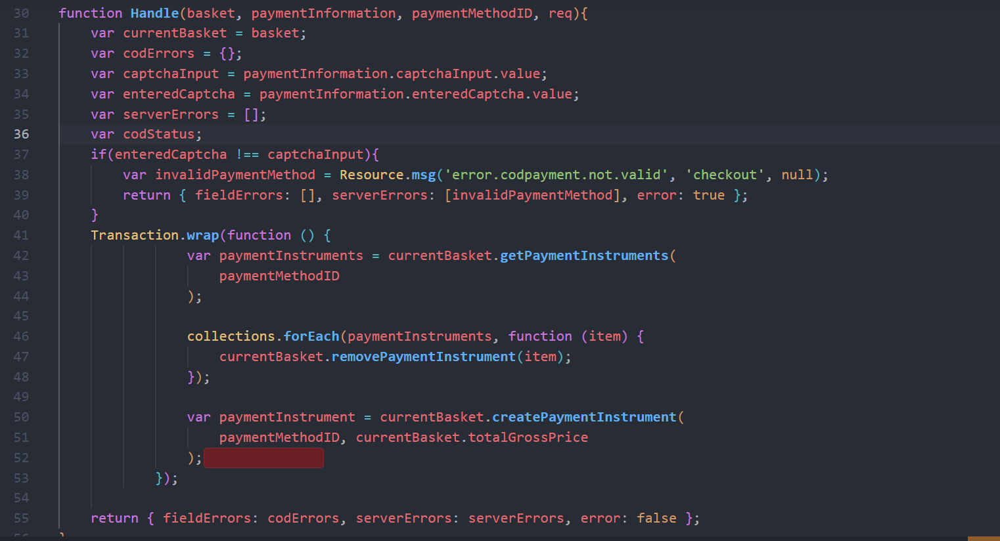 30 function Handle(basket, paymentInformation, paymentMethodID, req){
31     var currentBasket = basket;
32     var codErrors = {};
33     var captchaInput = paymentInformation.captchaInput.value;
34     var enteredCaptcha = paymentInformation.enteredCaptcha.value;
35     var serverErrors = [];
36     var codStatus;
37     if(enteredCaptcha !== captchaInput){
38         var invalidPaymentMethod = Resource.msg('error.codpayment.not.valid', 'checkout', null);
39         return { fieldErrors: [], serverErrors: [invalidPaymentMethod], error: true };
40     }
41     Transaction.wrap(function () {
42                 var paymentInstruments = currentBasket.getPaymentInstruments(
43                     paymentMethodID
44                 );
45
46                 collections.forEach(paymentInstruments, function (item) {
47                     currentBasket.removePaymentInstrument(item);
48                 });
49
50                 var paymentInstrument = currentBasket.createPaymentInstrument(
51                     paymentMethodID, currentBasket.totalGrossPrice
52                 );
53             });
54
55     return { fieldErrors: codErrors, serverErrors: serverErrors, error: false };